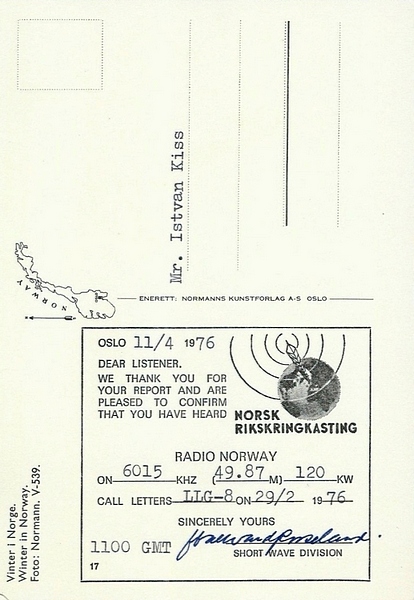 Mr. Istvan Kiss
NORWAY
ENERETT: NORMANNS KUNSTFORLAG A-S OSLO
OSLO 11/4 1976
DEAR LISTENER.
WE THANK YOU FOR
YOUR REPORT AND ARE
PLEASED TO CONFIRM
THAT YOU HAVE HEARD
NORSK
RIKSKRINGKASTING
RADIO NORWAY
ON 6015 KHZ (49.87 M) 120 KW
CALL LETTERS LLG-8 ON 29/2 1976
SINCERELY YOURS
1100 GMT
SHORT WAVE DIVISION
17
Vinter i Norge.
Winter in Norway.
Foto: Normann. V-539.